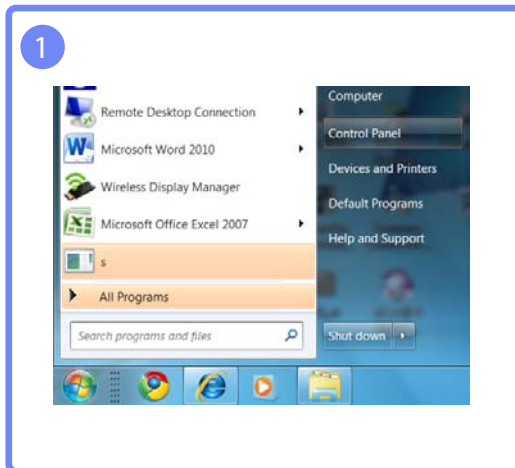 1
Remote Desktop Connection
Microsoft Word 2010
Wireless Display Manager
Microsoft Office Excel 2007
s
All Programs
Search programs and files
Computer
Control Panel
Devices and Printers
Default Programs
Help and Support
Shut down